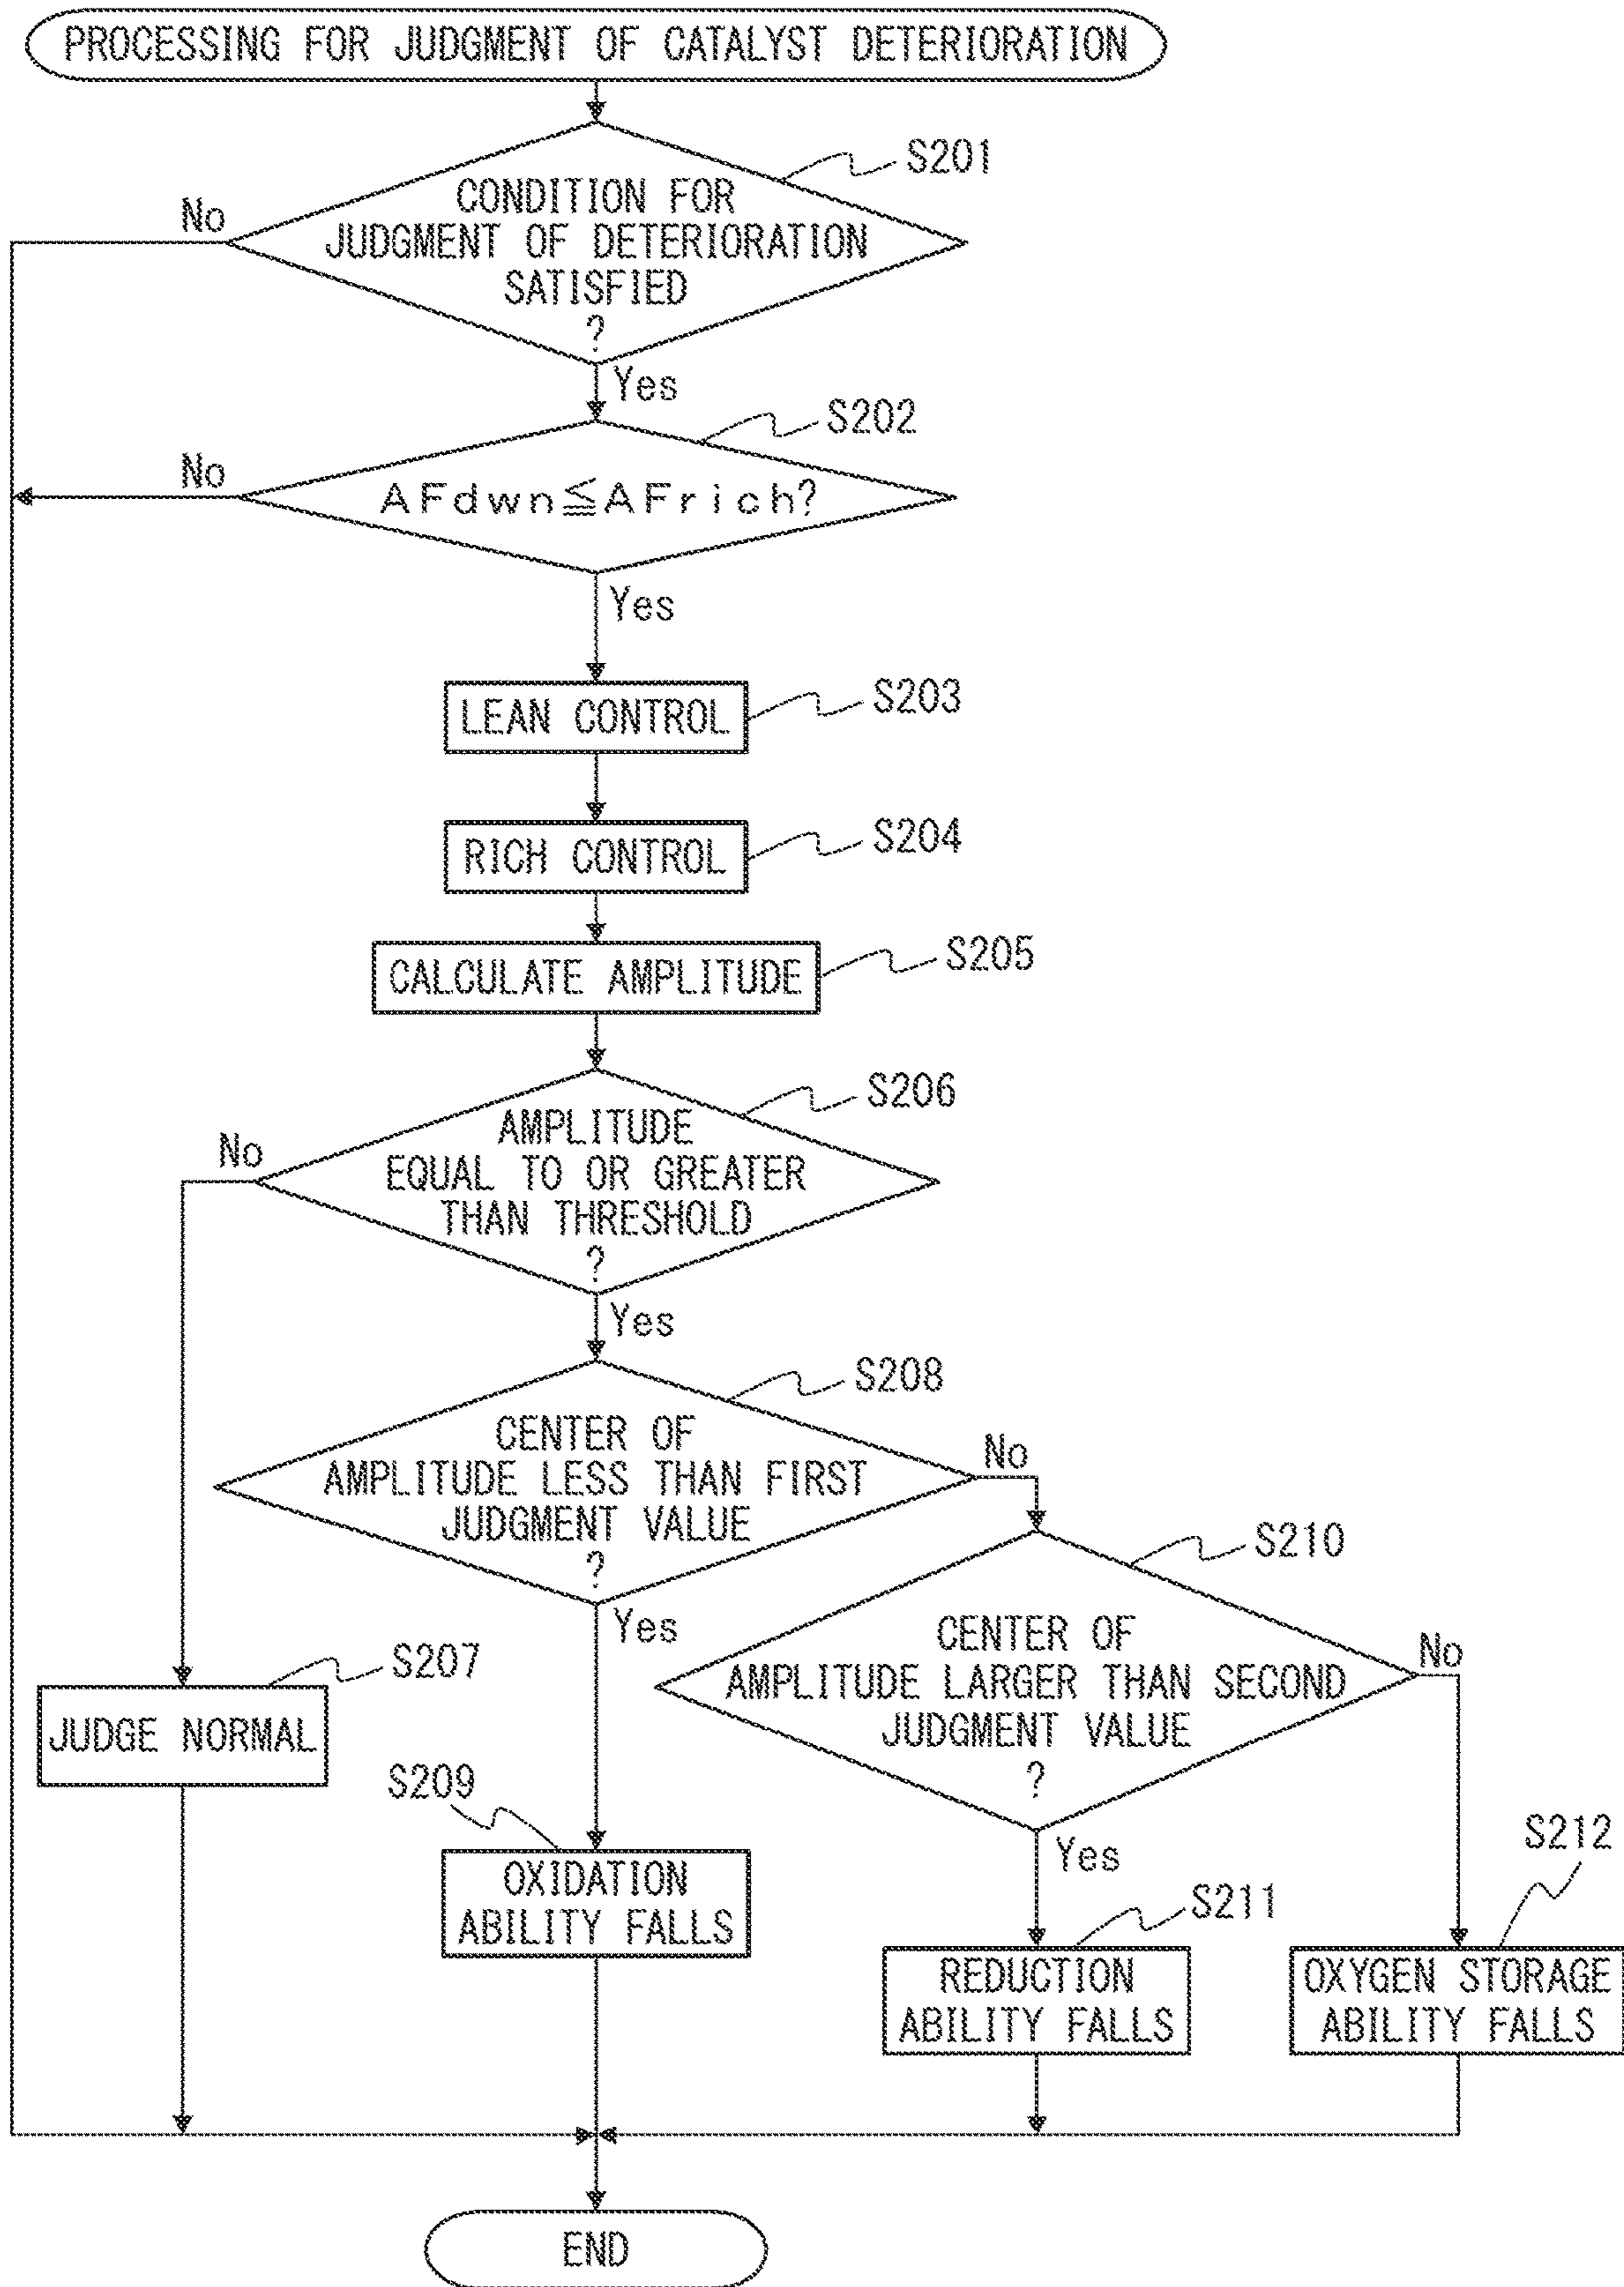 PROCESSING FOR JUDGMENT OF CATALYST DETERIORATION
S201
CONDITION FOR
JUDGMENT OF DETERIORATION
SATISFIED
?
No
Yes
S202
AFdwn≦AFrich?
No
Yes
LEAN CONTROL
S203
RICH CONTROL
S204
CALCULATE AMPLITUDE
S205
S206
AMPLITUDE
EQUAL TO OR GREATER
THAN THRESHOLD
?
No
Yes
S208
CENTER OF
AMPLITUDE LESS THAN FIRST
JUDGMENT VALUE
?
No
Yes
S210
CENTER OF
AMPLITUDE LARGER THAN SECOND
JUDGMENT VALUE
?
No
Yes
S207
JUDGE NORMAL
S209
OXIDATION
ABILITY FALLS
S211
REDUCTION
ABILITY FALLS
S212
OXYGEN STORAGE
ABILITY FALLS
END